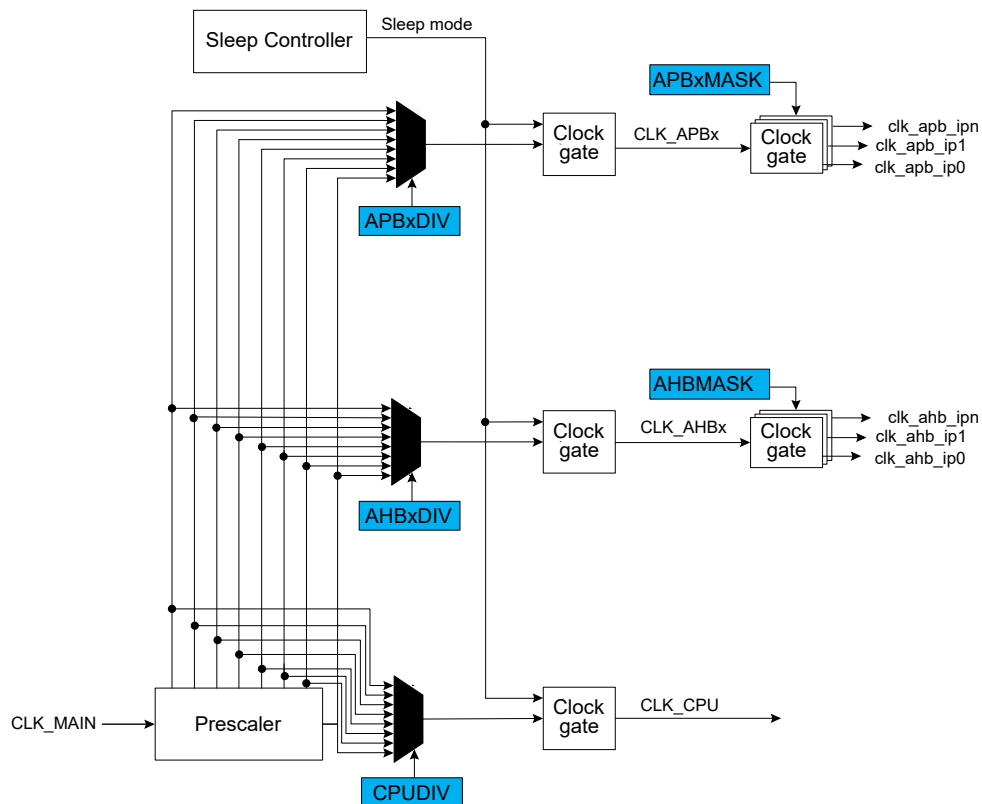 Sleep mode
Sleep Controller
APBxMASK
Clock
gate
CLK_APBx
Clock
gate
clk_apb_ipn
clk_apb_ip1
clk_apb_ip0
APBxDIV
AHBMASK
Clock
gate
CLK_AHBx
Clock
gate
clk_ahb_ipn
clk_ahb_ip1
clk_ahb_ip0
AHBxDIV
CLK_MAIN
Prescaler
Clock
gate
CLK_CPU
CPUDIV